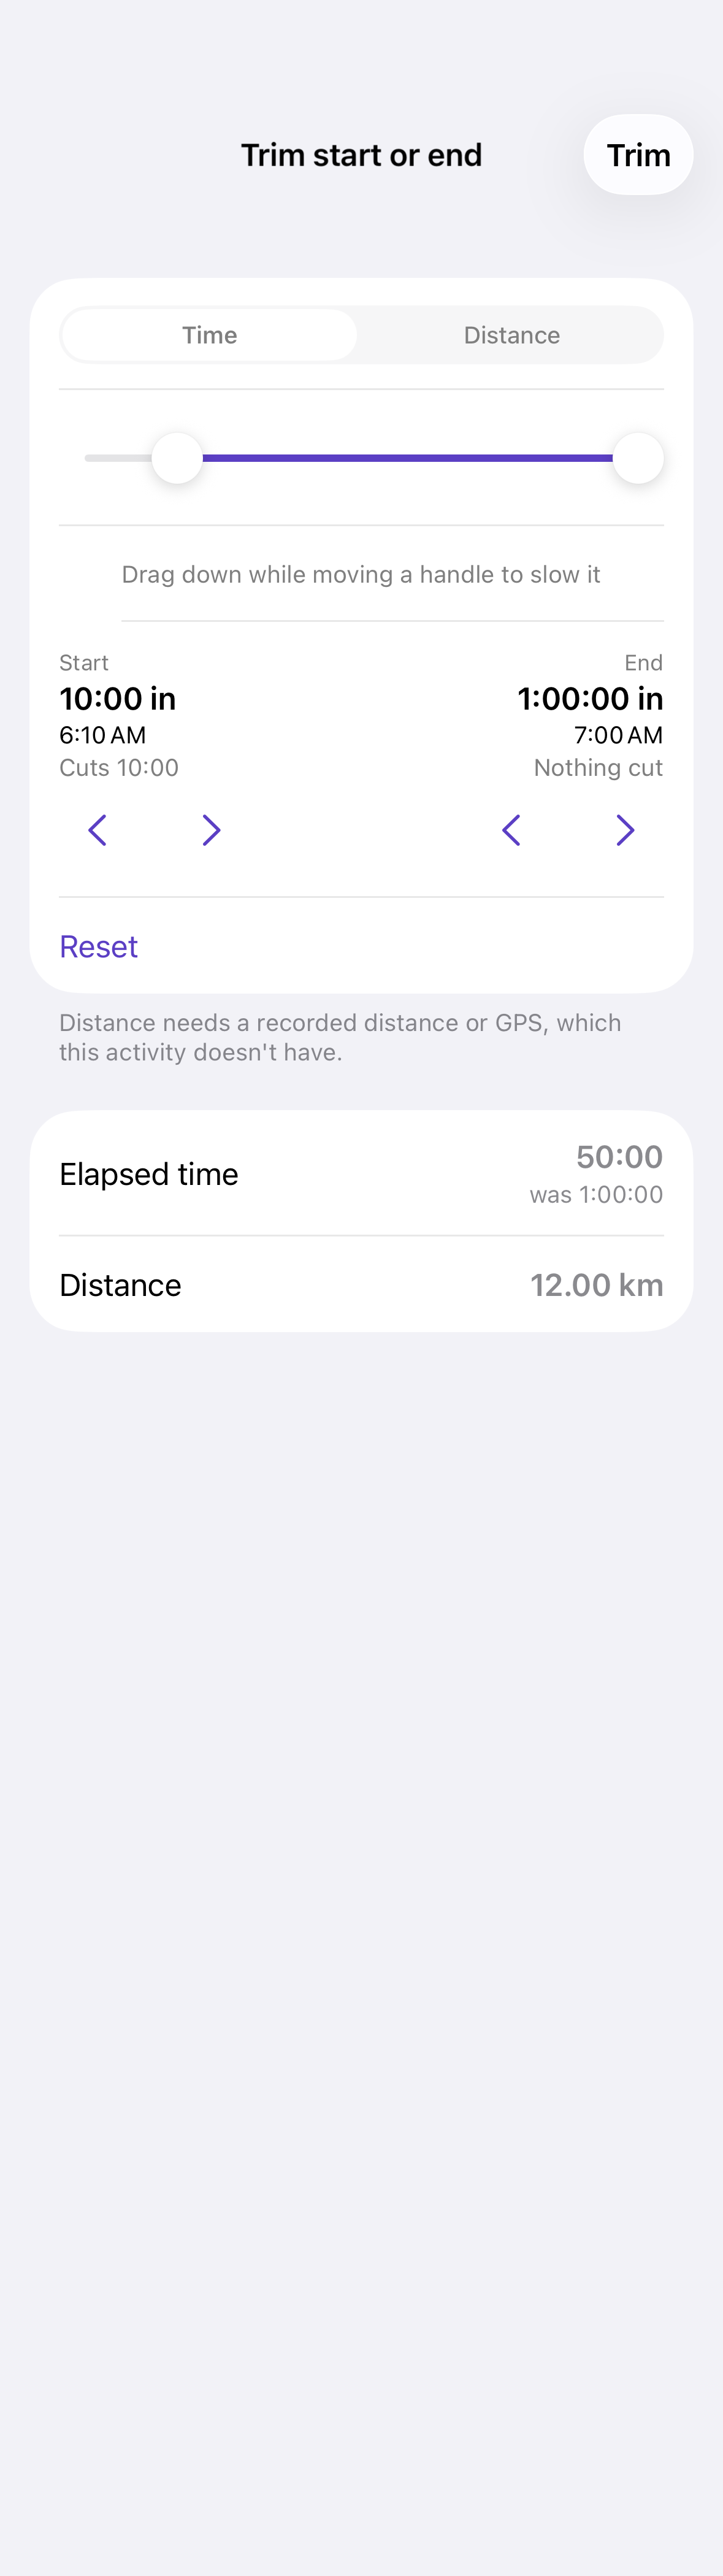 Trim start or end
Trim
Time
Distance
Drag down while moving a handle to slow it
Start
End
10:00 in
1:00:00 in
6:10 AM
7:00 AM
Cuts 10:00
Nothing cut
Reset
Distance needs a recorded distance or GPS, which
this activity doesn't have.
Elapsed time
50:00
was 1:00:00
Distance
12.00 km